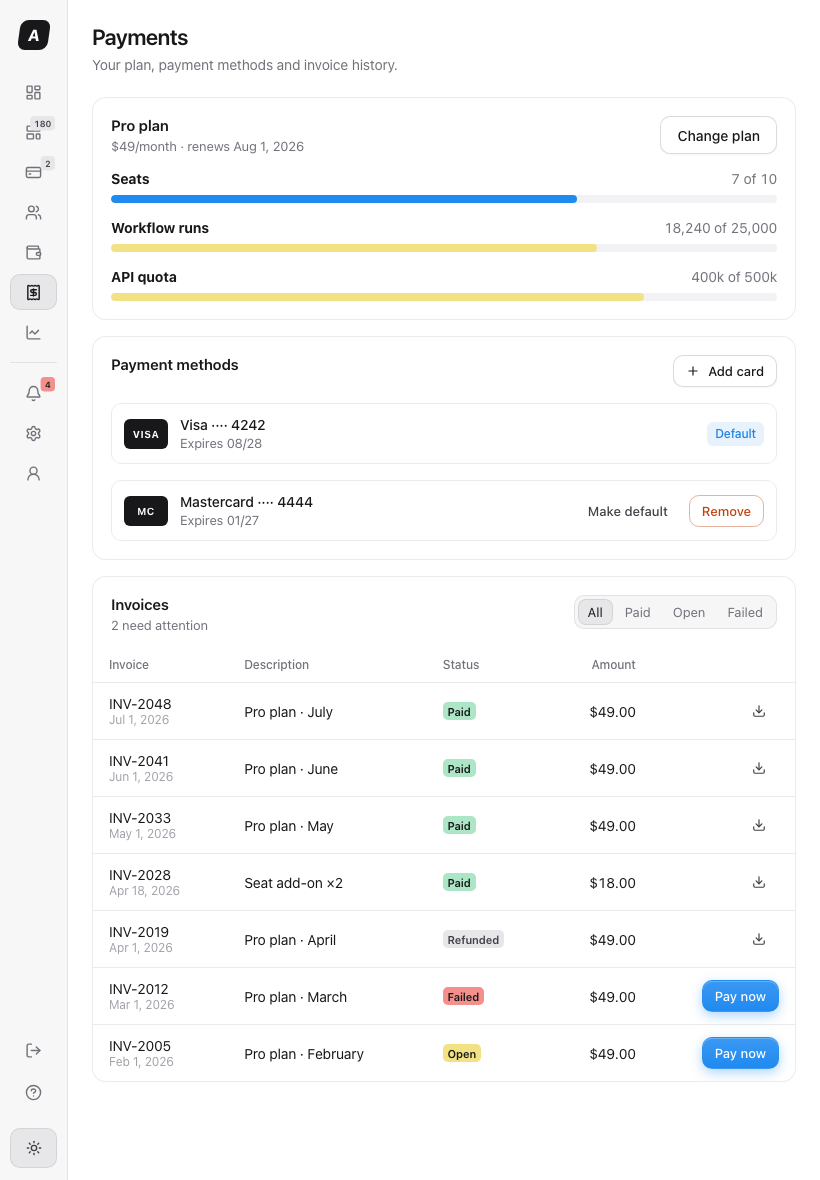 A
Payments
Your plan, payment methods and invoice history.
180
2
4
Pro plan
$49/month · renews Aug 1, 2026
Change plan
Seats
7 of 10
Workflow runs
18,240 of 25,000
API quota
400k of 500k
Payment methods
+ Add card
VISA
Visa ···· 4242
Expires 08/28
Default
MC
Mastercard ···· 4444
Expires 01/27
Make default
Remove
Invoices
2 need attention
All Paid Open Failed
Invoice Description Status Amount
INV-2048
Jul 1, 2026
Pro plan · July Paid $49.00
INV-2041
Jun 1, 2026
Pro plan · June Paid $49.00
INV-2033
May 1, 2026
Pro plan · May Paid $49.00
INV-2028
Apr 18, 2026
Seat add-on ×2 Paid $18.00
INV-2019
Apr 1, 2026
Pro plan · April Refunded $49.00
INV-2012
Mar 1, 2026
Pro plan · March Failed $49.00 Pay now
INV-2005
Feb 1, 2026
Pro plan · February Open $49.00 Pay now